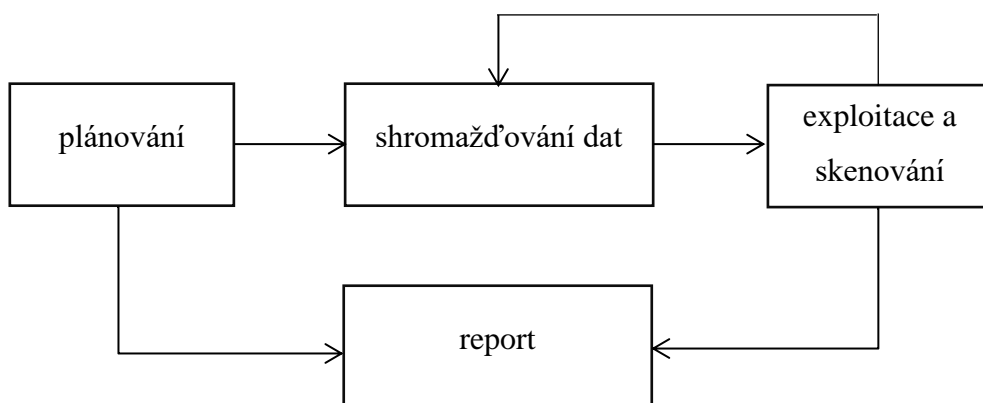 plánování
shromažďování dat
exploitace a
skenování
report